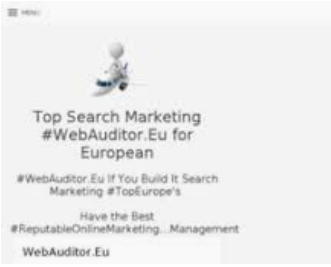 MENU
Top Search Marketing
#WebAuditor.Eu for
European
#WebAuditor.Eu If You Build It Search
Marketing #TopEurope's
Have the Best
#ReputableOnlineMarketing...Management
WebAuditor.Eu